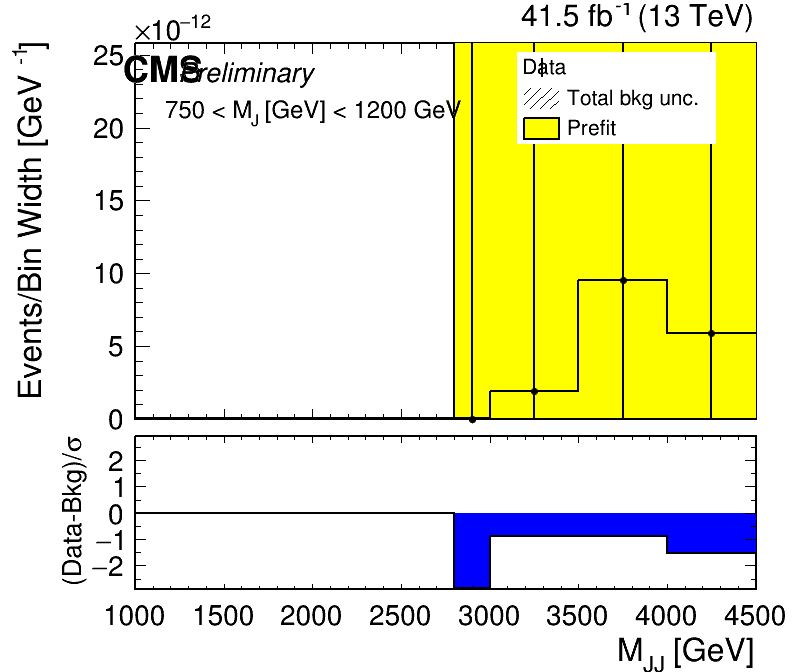 ×10⁻¹²
41.5 fb⁻¹ (13 TeV)
CMS Preliminary
750 < M_J [GeV] < 1200 GeV
Data
Total bkg unc.
Prefit
Events/Bin Width [GeV⁻¹]
25
20
15
10
5
0
(Data-Bkg)/σ
2
1
0
−1
−2
1000 1500 2000 2500 3000 3500 4000 4500
M_JJ [GeV]